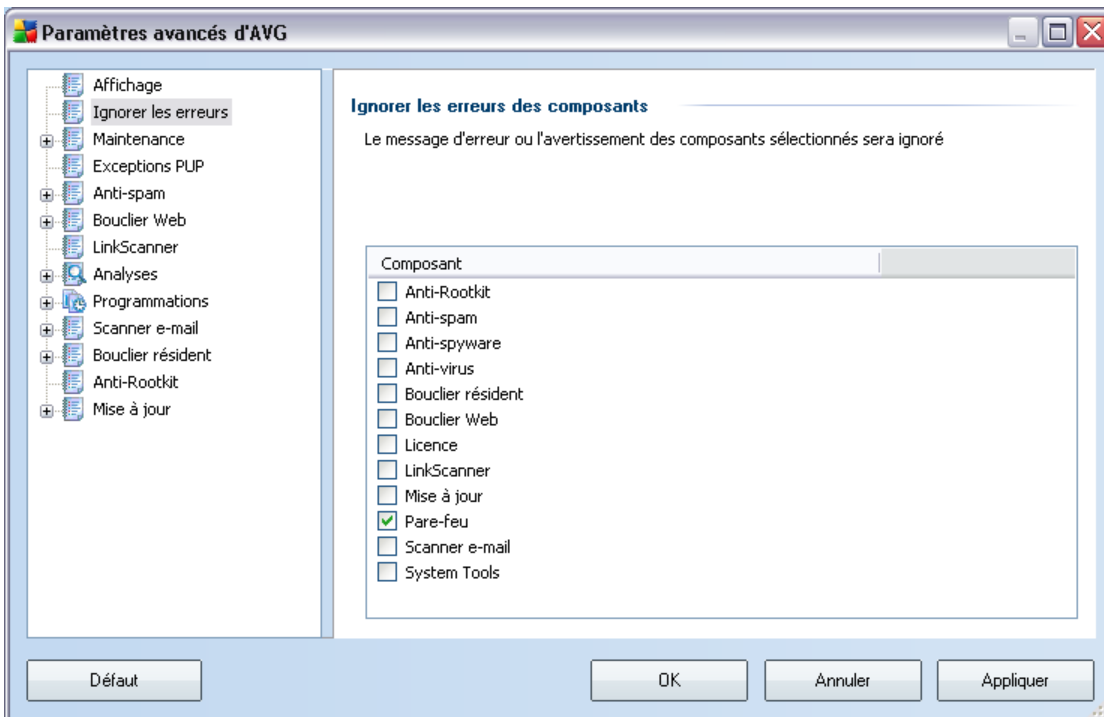 Paramètres avancés d'AVG
Affichage
Ignorer les erreurs
Maintenance
Exceptions PUP
Anti-spam
Bouclier Web
LinkScanner
Analyses
Programmations
Scanner e-mail
Bouclier résident
Anti-Rootkit
Mise à jour
Ignorer les erreurs des composants
Le message d'erreur ou l'avertissement des composants sélectionnés sera ignoré
Composant
Anti-Rootkit
Anti-spam
Anti-spyware
Anti-virus
Bouclier résident
Bouclier Web
Licence
LinkScanner
Mise à jour
Pare-feu
Scanner e-mail
System Tools
Défaut
OK
Annuler
Appliquer